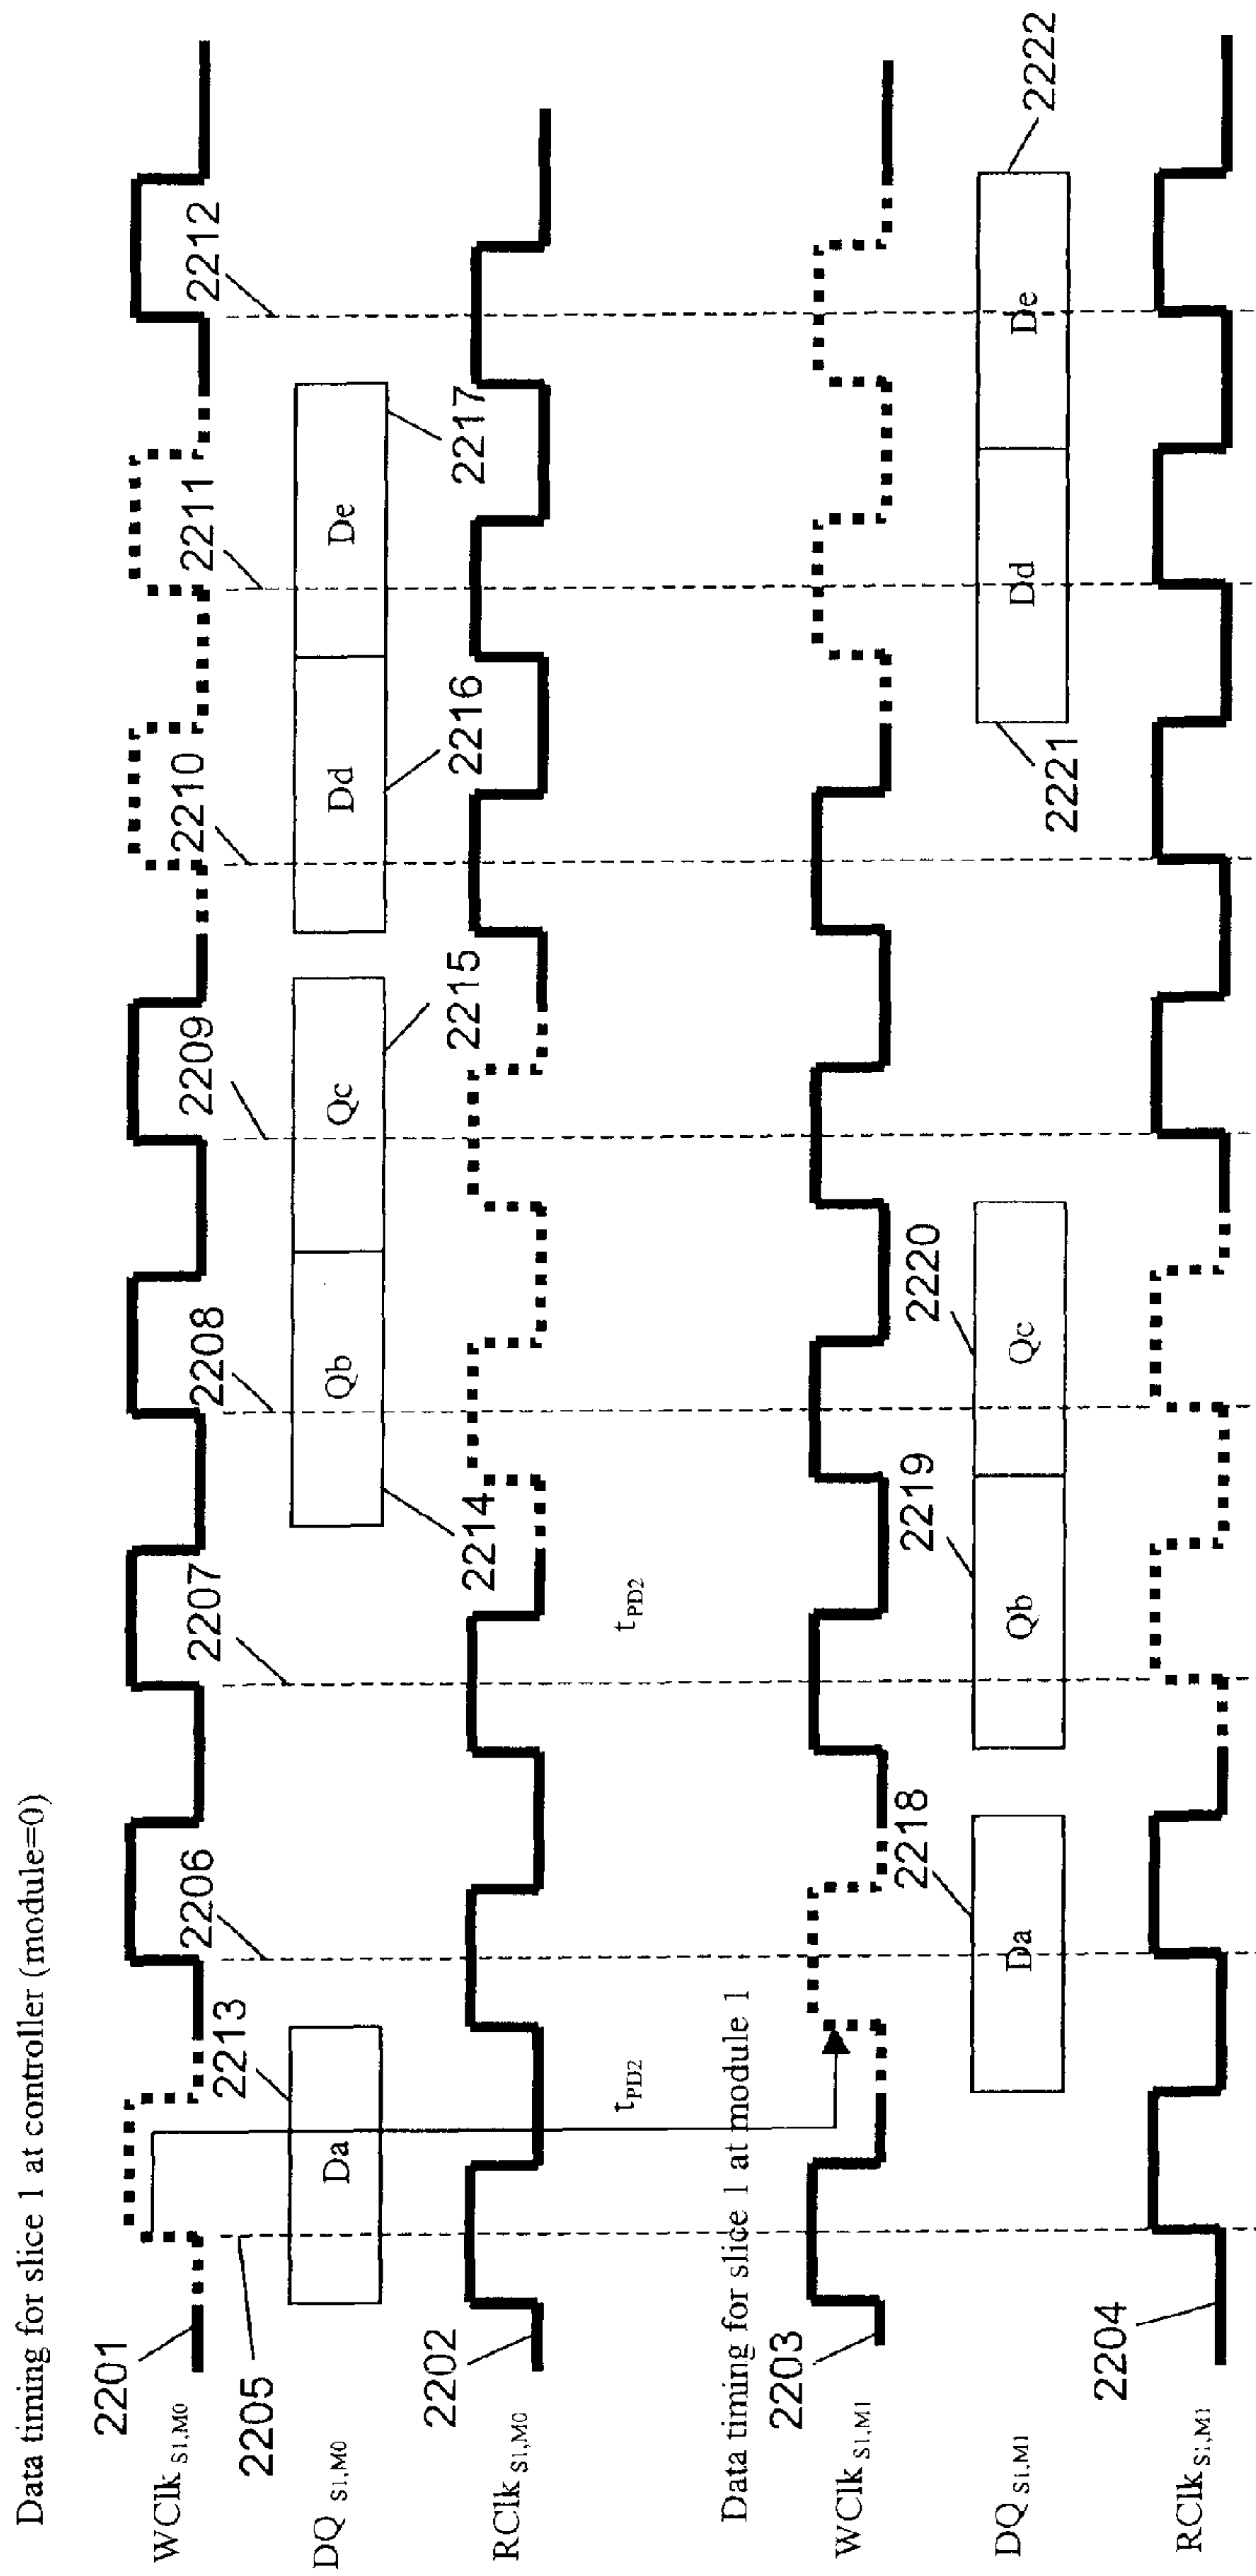 Data timing for slice 1 at controller (module=0)
2201
WClk S1,M0
2205
2206
2207
2208
2209
2210
2211
2212
2213
DQ S1,M0
Da
Qb
Qc
Dd
De
2214
2215
2216
2217
2202
RClk S1,M0
tPD2
tPD2
Data timing for slice 1 at module 1
2203
WClk S1,M1
2218
2219
2220
DQ S1,M1
Da
Qb
Qc
Dd
De
2221
2222
2204
RClk S1,M1